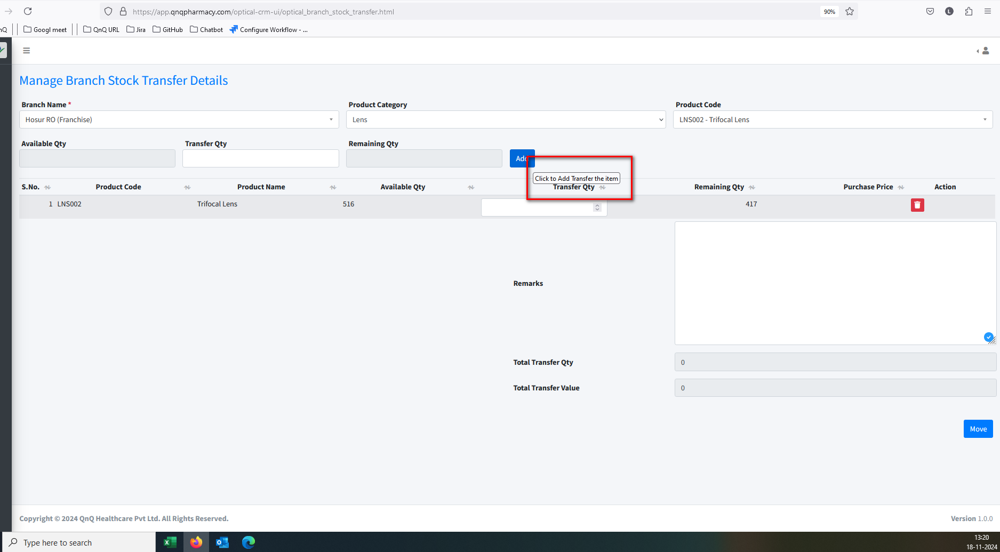 https://app.qnqpharmacy.com/optical-crm-ui/optical_branch_stock_transfer.html
90%
L
nQ
Googl meet
QnQ URL
Jira
GitHub
Chatbot
Configure Workflow - ...
Manage Branch Stock Transfer Details
Branch Name *
Product Category
Product Code
Hosur RO (Franchise)
Lens
LNS002 - Trifocal Lens
Available Qty
Transfer Qty
Remaining Qty
Add
Click to Add Transfer the item
S.No.
Product Code
Product Name
Available Qty
Transfer Qty
Remaining Qty
Purchase Price
Action
1
LNS002
Trifocal Lens
516
417
Remarks
Total Transfer Qty
0
Total Transfer Value
0
Move
Copyright © 2024 QnQ Healthcare Pvt Ltd. All Rights Reserved.
Version 1.0.0
Type here to search
13:20
18-11-2024